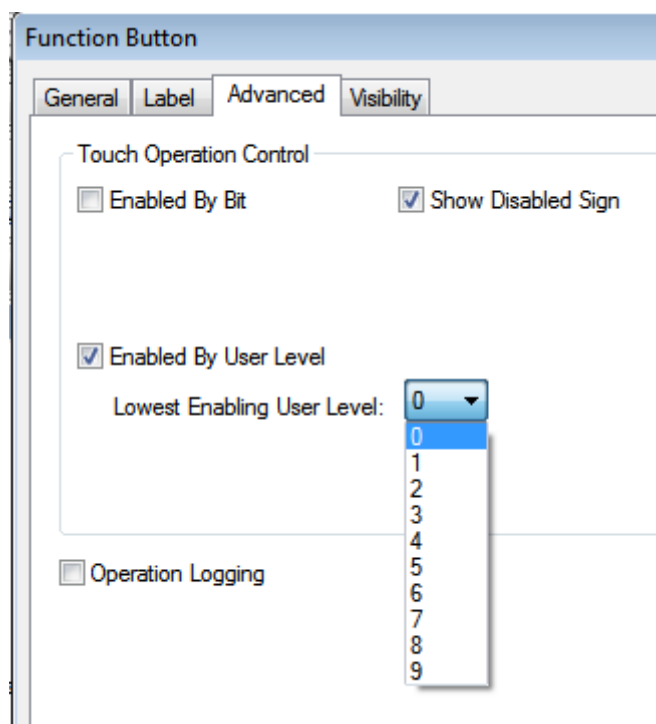 Function Button
General Label Advanced Visibility
Touch Operation Control
Enabled By Bit Show Disabled Sign
Enabled By User Level
Lowest Enabling User Level: 0
0
1
2
3
4
5
6
7
8
9
Operation Logging